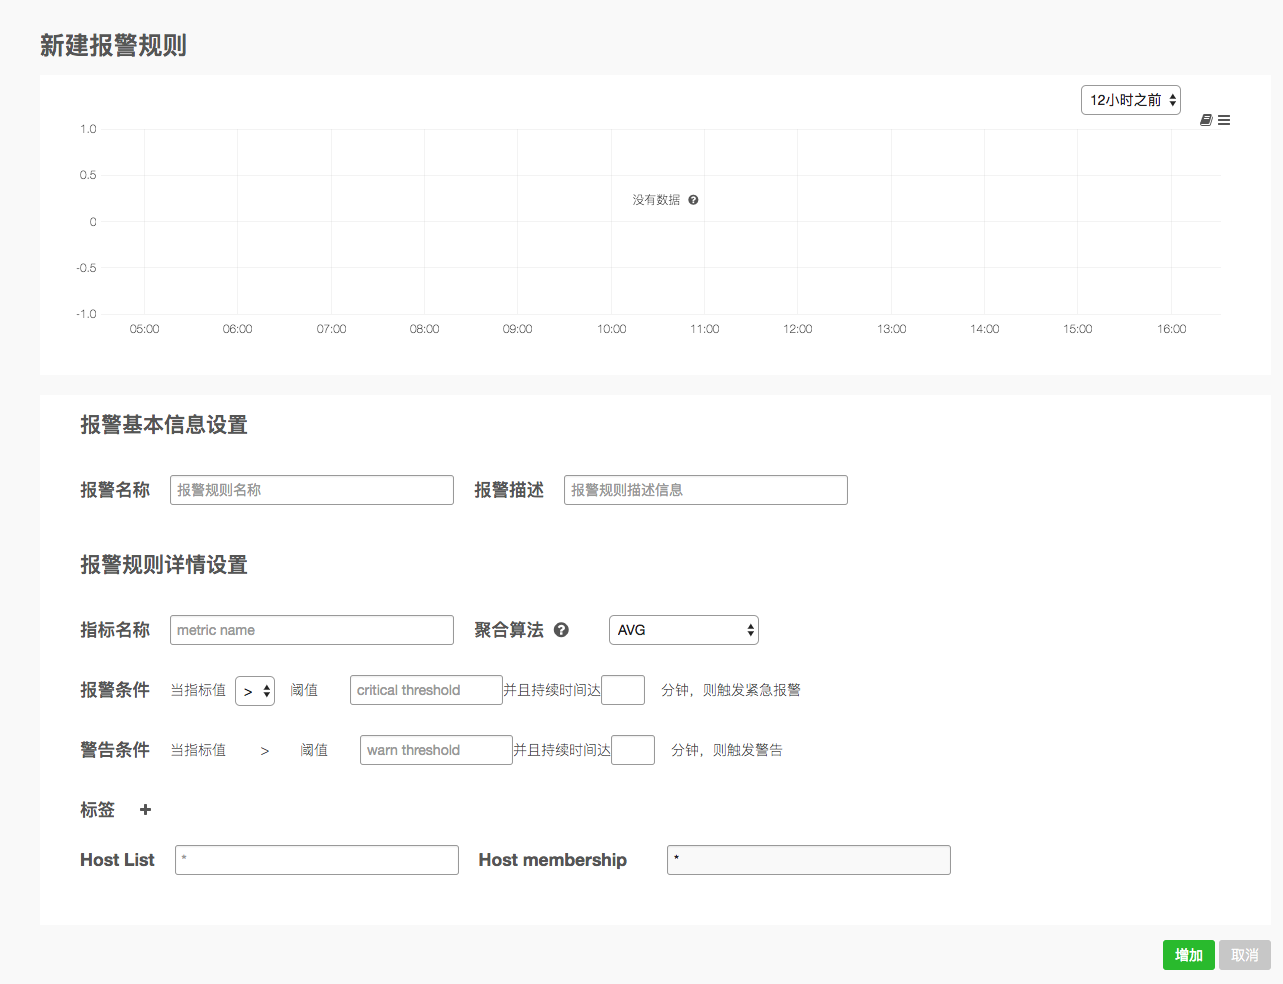 新建报警规则
12小时之前
1.0
0.5
没有数据
0
-0.5
-1.0
05:00 06:00 07:00 08:00 09:00 10:00 11:00 12:00 13:00 14:00 15:00 16:00
报警基本信息设置
报警名称 报警规则名称 报警描述 报警规则描述信息
报警规则详情设置
指标名称 metric name 聚合算法 AVG
报警条件 当指标值 > 阈值 critical threshold 并且持续时间达 分钟，则触发紧急报警
警告条件 当指标值 > 阈值 warn threshold 并且持续时间达 分钟，则触发警告
标签 +
Host List * Host membership *
增加 取消